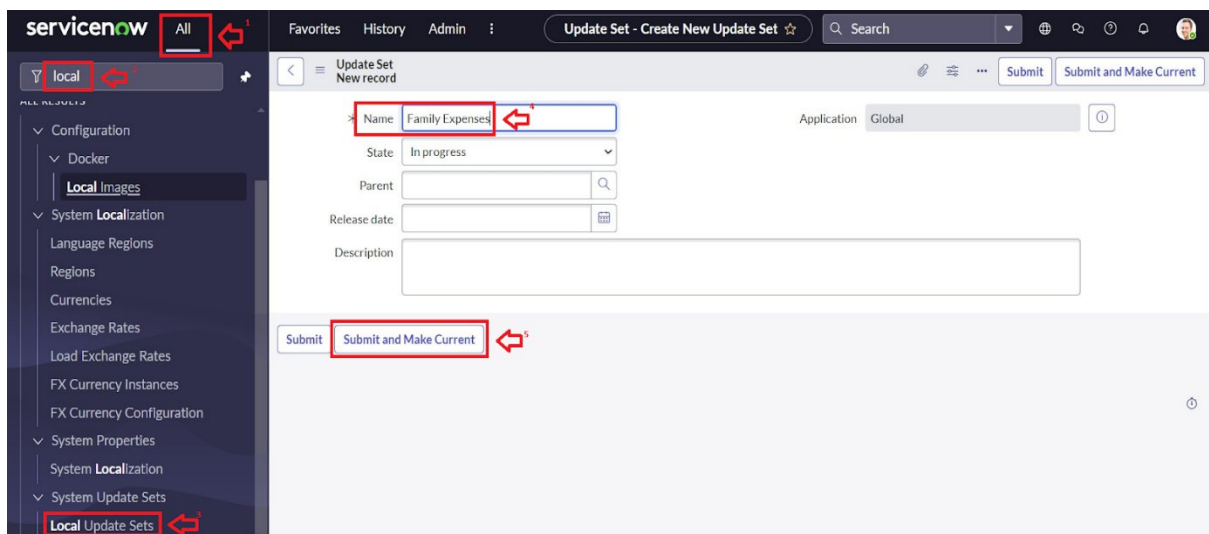 servicenow All 1 Favorites History Admin Update Set - Create New Update Set Search
local
ALL RESULTS
Configuration
Docker
Local Images
System Localization
Language Regions
Regions
Currencies
Exchange Rates
Load Exchange Rates
FX Currency Instances
FX Currency Configuration
System Properties
System Localization
System Update Sets
Local Update Sets 3
Update Set
New record
Submit Submit and Make Current
Name Family Expenses 4 Application Global
State In progress
Parent
Release date
Description
Submit Submit and Make Current 5